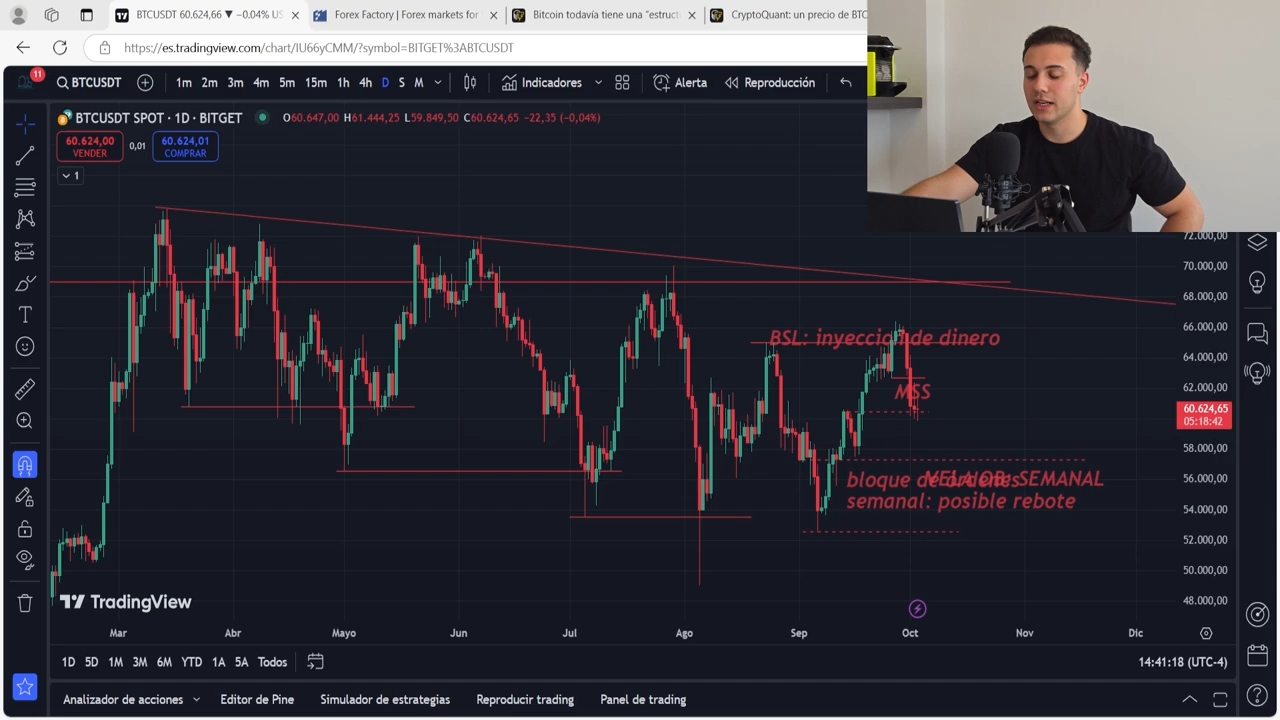 BTCUSDT 60.624,66 ▼ −0.04% US
Forex Factory | Forex markets for
Bitcoin todavía tiene una "estruct
CryptoQuant: un precio de BTC
https://es.tradingview.com/chart/IU66yCMM/?symbol=BITGET%3ABTCUSDT
11
BTCUSDT
1m 2m 3m 4m 5m 15m 1h D S M
Indicadores
Alerta
Reproducción
BTCUSDT SPOT · 1D · BITGET
O60.647,00 H61.444,25 L59.849,50 C60.624,65 −22,35 (−0,04%)
60.624,00
VENDER
0,01
60.624,01
COMPRAR
1
72.000,00
70.000,00
68.000,00
66.000,00
64.000,00
62.000,00
60.624,65
05:18:42
58.000,00
56.000,00
54.000,00
52.000,00
50.000,00
48.000,00
BSL: inyeccion de dinero
MSS
bloque de ordenes
VELA OB: SEMANAL
semanal: posible rebote
TradingView
Mar Abr Mayo Jun Jul Ago Sep Oct Nov Dic
1D 5D 1M 3M 6M YTD 1A 5A Todos
14:41:18 (UTC-4)
Analizador de acciones
Editor de Pine
Simulador de estrategias
Reproducir trading
Panel de trading